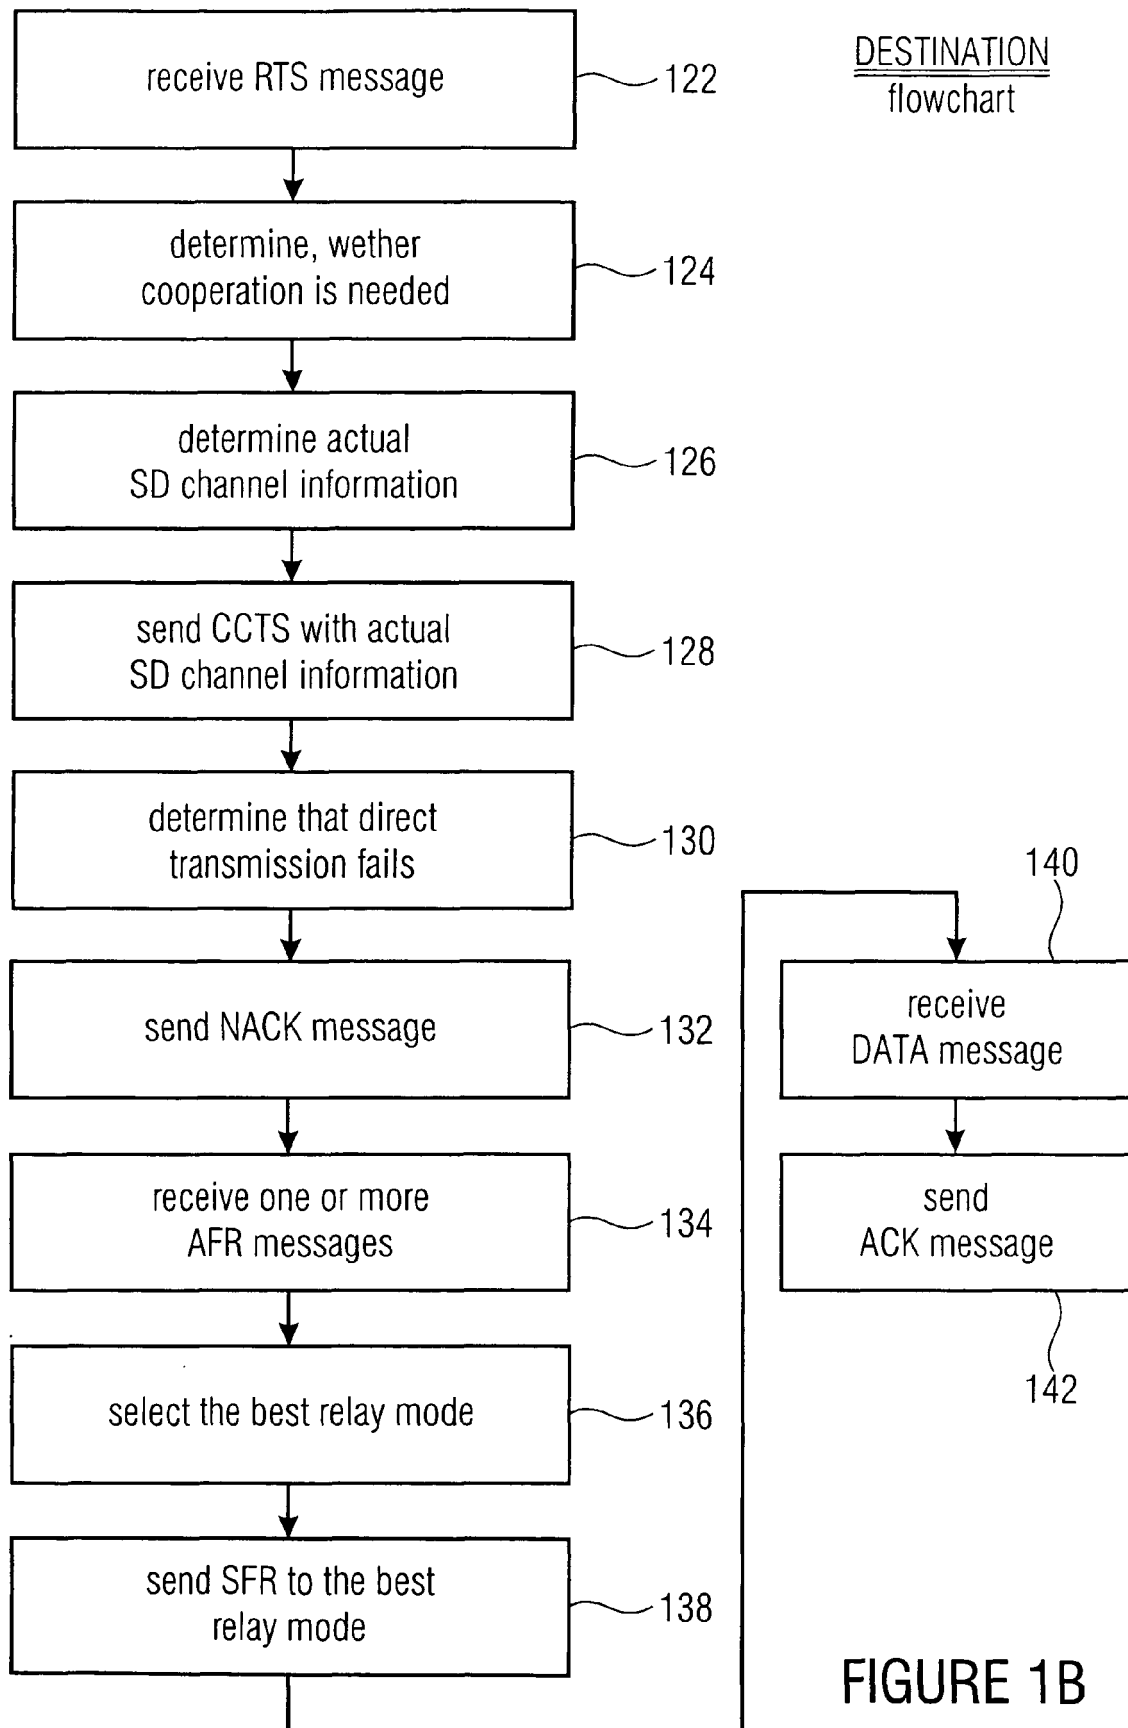 DESTINATION
flowchart
receive RTS message
122
determine, wether
cooperation is needed
124
determine actual
SD channel information
126
send CCTS with actual
SD channel information
128
determine that direct
transmission fails
130
send NACK message
132
receive one or more
AFR messages
134
select the best relay mode
136
send SFR to the best
relay mode
138
140
receive
DATA message
send
ACK message
142
FIGURE 1B